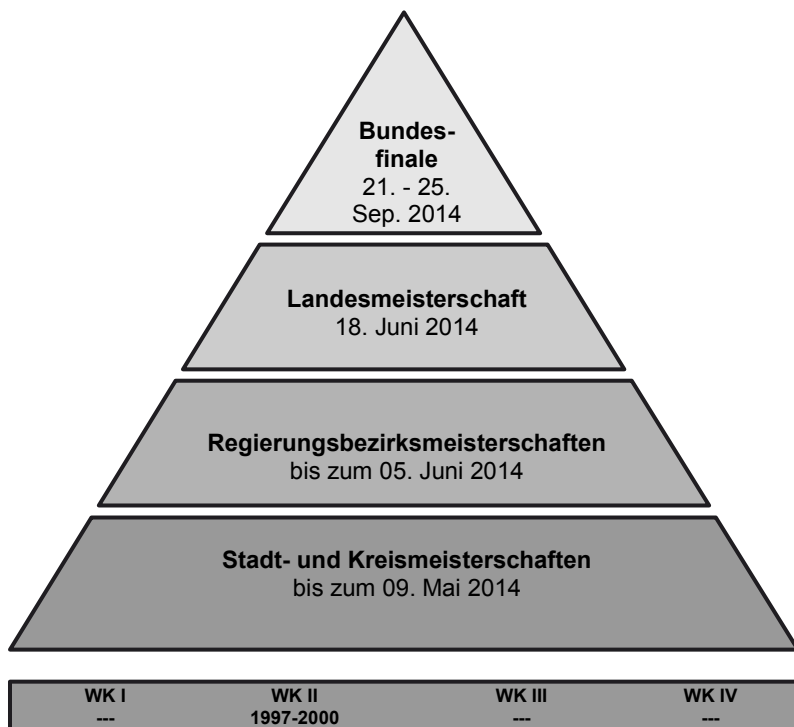 Bundes-
finale
21. - 25.
Sep. 2014
Landesmeisterschaft
18. Juni 2014
Regierungsbezirksmeisterschaften
bis zum 05. Juni 2014
Stadt- und Kreismeisterschaften
bis zum 09. Mai 2014
WK I WK II WK III WK IV
--- 1997-2000 --- ---